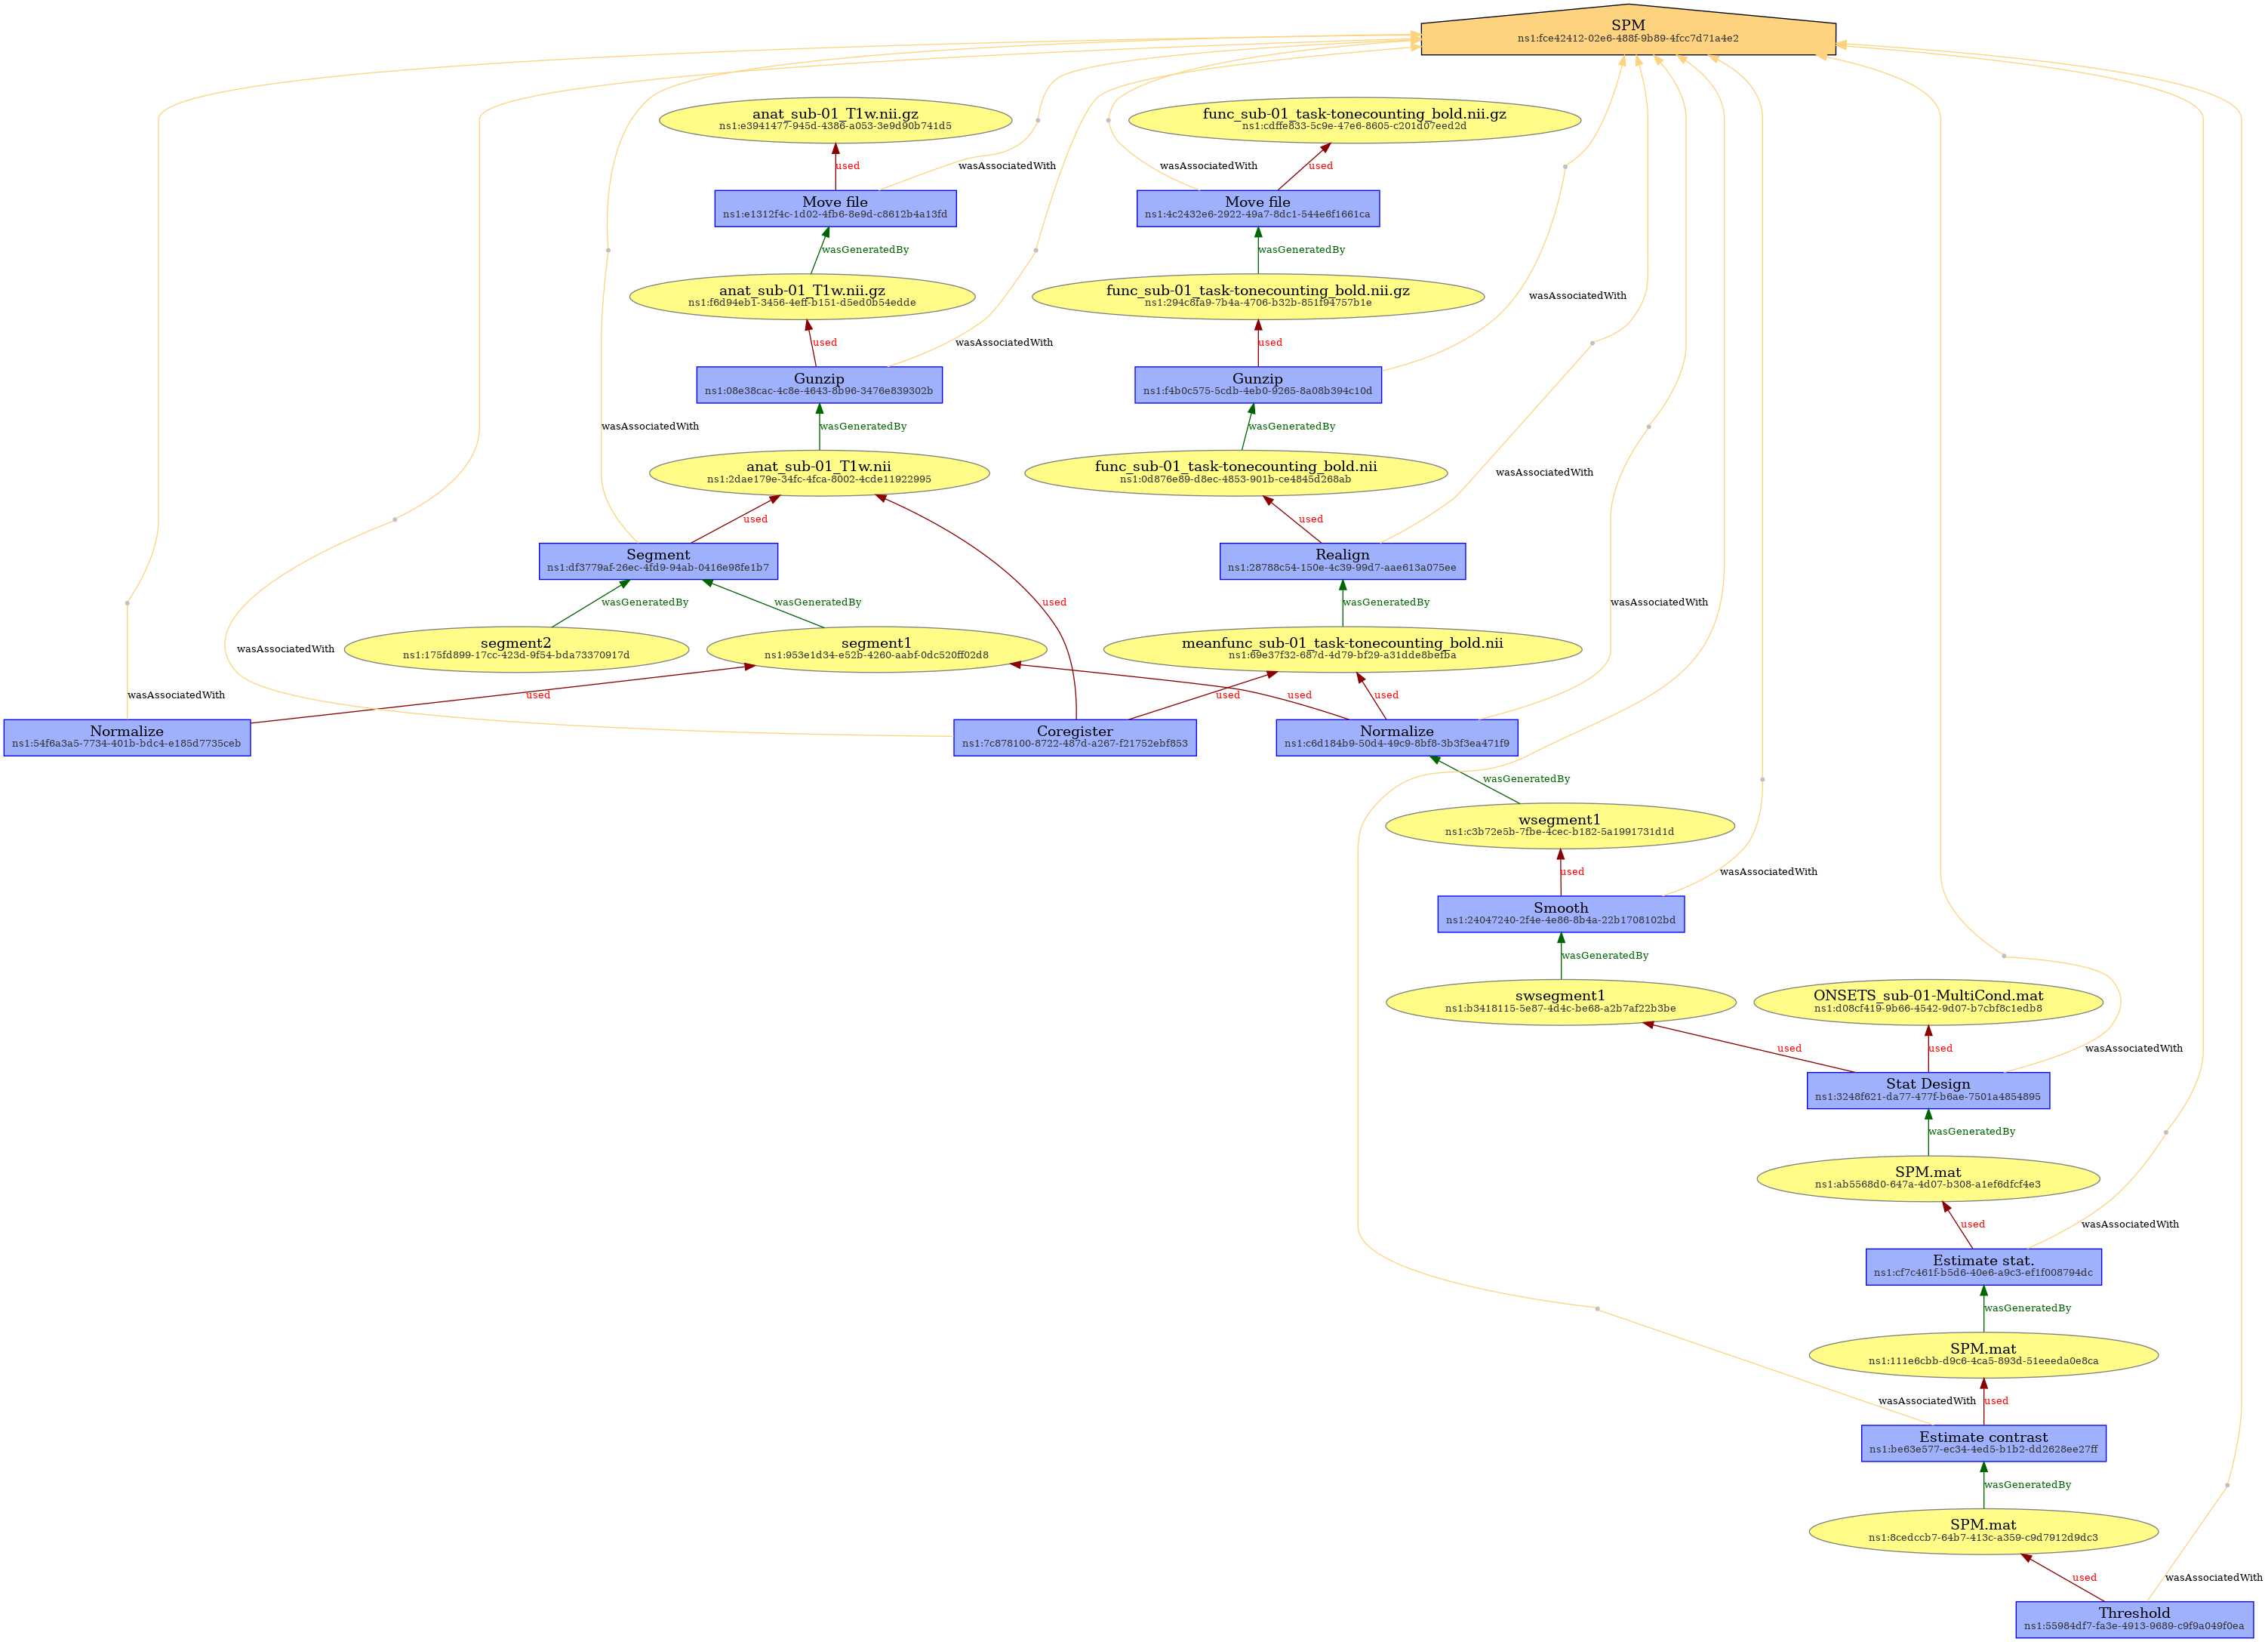 SPM
ns1:fce42412-02e6-488f-9b89-4fcc7d71a4e2
anat_sub-01_T1w.nii.gz
ns1:e3941477-945d-4386-a053-3e9d90b741d5
func_sub-01_task-tonecounting_bold.nii.gz
ns1:cdffe833-5c9e-47e6-8605-c201d07eed2d
used
wasAssociatedWith
wasAssociatedWith
used
Move file
ns1:e1312f4c-1d02-4fb6-8e9d-c8612b4a13fd
Move file
ns1:4c2432e6-2922-49a7-8dc1-544e6f1661ca
wasGeneratedBy
wasGeneratedBy
anat_sub-01_T1w.nii.gz
ns1:f6d94eb1-3456-4eff-b151-d5ed0b54edde
func_sub-01_task-tonecounting_bold.nii.gz
ns1:294c8fa9-7b4a-4706-b32b-851f94757b1e
wasAssociatedWith
used
wasAssociatedWith
used
Gunzip
ns1:08e38cac-4c8e-4643-8b96-3476e839302b
Gunzip
ns1:f4b0c575-5cdb-4eb0-9265-8a08b394c10d
wasAssociatedWith
wasGeneratedBy
wasGeneratedBy
anat_sub-01_T1w.nii
ns1:2dae179e-34fc-4fca-8002-4cde11922995
func_sub-01_task-tonecounting_bold.nii
ns1:0d876e89-d8ec-4853-901b-ce4845d268ab
wasAssociatedWith
used
used
Segment
ns1:df3779af-26ec-4fd9-94ab-0416e98fe1b7
Realign
ns1:28788c54-150e-4c39-99d7-aae613a075ee
wasGeneratedBy
wasGeneratedBy
used
wasGeneratedBy
wasAssociatedWith
wasAssociatedWith
segment2
ns1:175fd899-17cc-423d-9f54-bda73370917d
segment1
ns1:953e1d34-e52b-4260-aabf-0dc520ff02d8
meanfunc_sub-01_task-tonecounting_bold.nii
ns1:69e37f32-687d-4d79-bf29-a31dde8befba
wasAssociatedWith
used
used
used
used
Normalize
ns1:54f6a3a5-7734-401b-bdc4-e185d7735ceb
Coregister
ns1:7c878100-8722-487d-a267-f21752ebf853
Normalize
ns1:c6d184b9-50d4-49c9-8bf8-3b3f3ea471f9
wasGeneratedBy
wsegment1
ns1:c3b72e5b-7fbe-4cec-b182-5a1991731d1d
used
wasAssociatedWith
Smooth
ns1:24047240-2f4e-4e86-8b4a-22b1708102bd
wasGeneratedBy
swsegment1
ns1:b3418115-5e87-4d4c-be68-a2b7af22b3be
ONSETS_sub-01-MultiCond.mat
ns1:d08cf419-9b66-4542-9d07-b7cbf8c1edb8
used
used
wasAssociatedWith
Stat Design
ns1:3248f621-da77-477f-b6ae-7501a4854895
wasGeneratedBy
SPM.mat
ns1:ab5568d0-647a-4d07-b308-a1ef6dfcf4e3
used
wasAssociatedWith
Estimate stat.
ns1:cf7c461f-b5d6-40e6-a9c3-ef1f008794dc
wasGeneratedBy
SPM.mat
ns1:111e6cbb-d9c6-4ca5-893d-51eeeda0e8ca
wasAssociatedWith
used
Estimate contrast
ns1:be63e577-ec34-4ed5-b1b2-dd2628ee27ff
wasGeneratedBy
SPM.mat
ns1:8cedccb7-64b7-413c-a359-c9d7912d9dc3
used
wasAssociatedWith
Threshold
ns1:55984df7-fa3e-4913-9689-c9f9a049f0ea